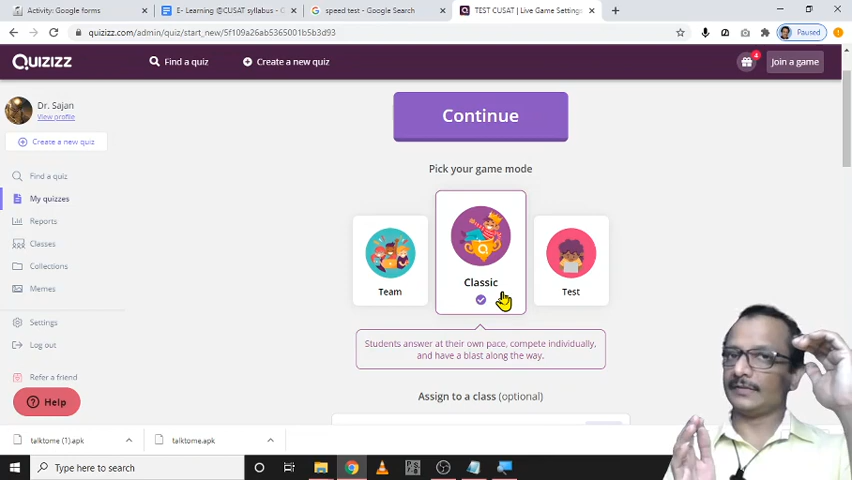 Activity: Google forms
E- Learning @CUSAT syllabus - G
speed test - Google Search
TEST CUSAT | Live Game Settings
quizizz.com/admin/quiz/start_new/5f109a26ab5365001b5b3d93
Paused
QUIZIZZ
Find a quiz
Create a new quiz
4
Join a game
Dr. Sajan
View profile
Create a new quiz
Find a quiz
My quizzes
Reports
Classes
Collections
Memes
Settings
Log out
Refer a friend
Help
Continue
Pick your game mode
Team
Classic
Test
Students answer at their own pace, compete individually,
and have a blast along the way.
Assign to a class (optional)
talktome (1).apk
talktome.apk
Type here to search